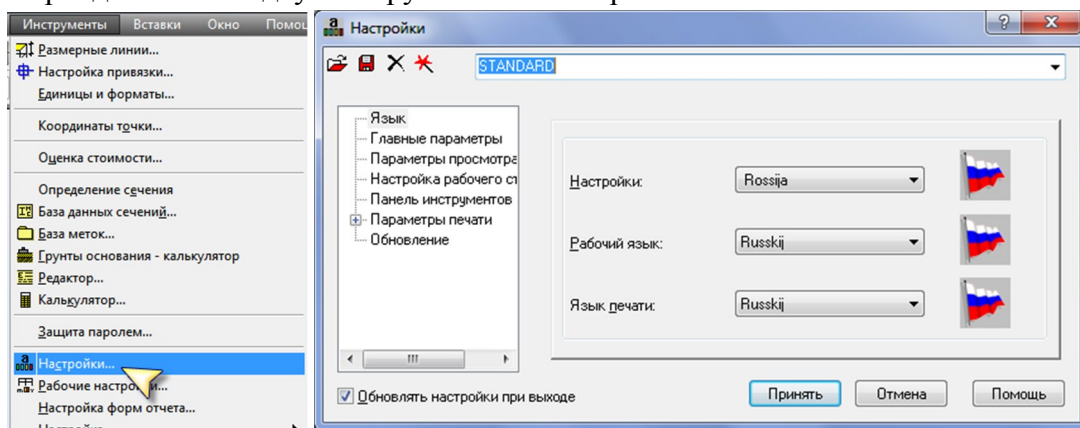 Инструменты Вставки Окно
Размерные линии...
Настройка привязки...
Единицы и форматы...
Координаты точки...
Оценка стоимости...
Определение сечения
База данных сечений...
База меток...
Грунты основания - калькулятор
Редактор...
Калькулятор...
Защита паролем...
Настройки...
Рабочие настройки...
Настройка форм отчета...
Настройки
STANDARD
Язык
Главные параметры
Параметры просмотра
Настройка рабочего ст
Панель инструментов
Параметры печати
Обновление
Настройки: Rossija
Рабочий язык: Russkij
Язык печати: Russkij
Обновлять настройки при выходе
Принять Отмена Помощь